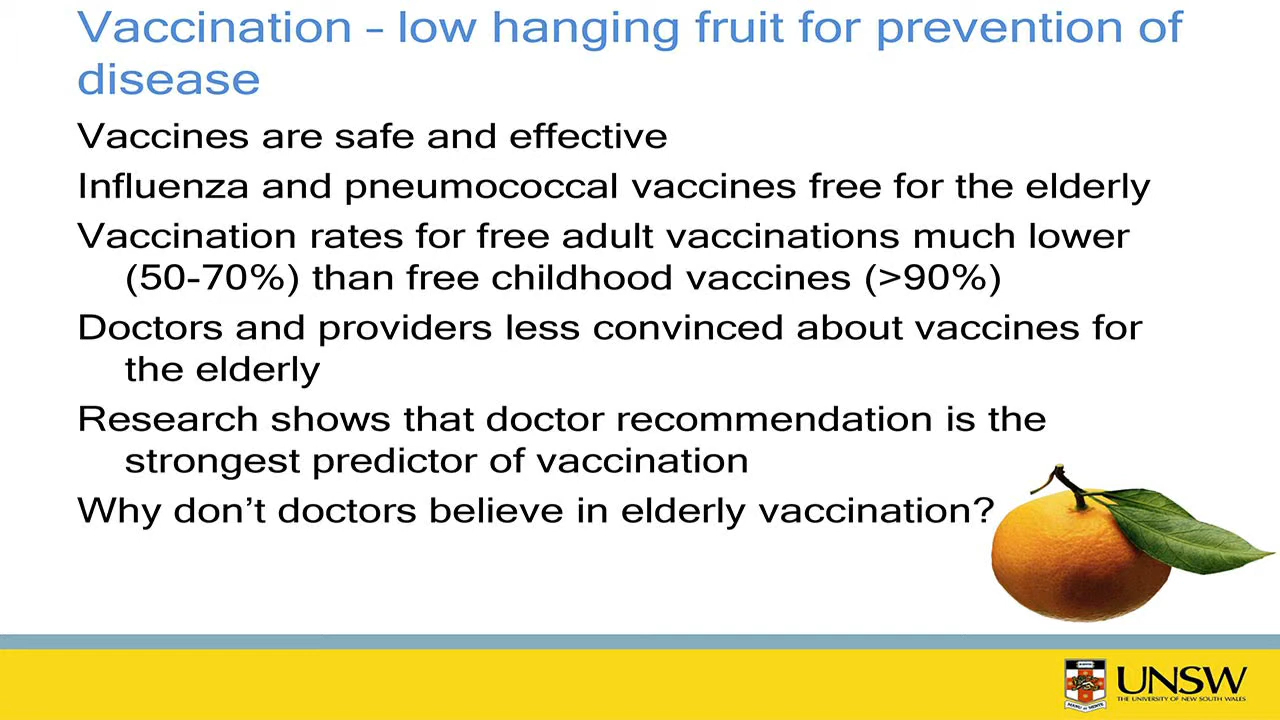 Vaccination – low hanging fruit for prevention of
disease
Vaccines are safe and effective
Influenza and pneumococcal vaccines free for the elderly
Vaccination rates for free adult vaccinations much lower
(50-70%) than free childhood vaccines (>90%)
Doctors and providers less convinced about vaccines for
the elderly
Research shows that doctor recommendation is the
strongest predictor of vaccination
Why don’t doctors believe in elderly vaccination?
UNSW
THE UNIVERSITY OF NEW SOUTH WALES